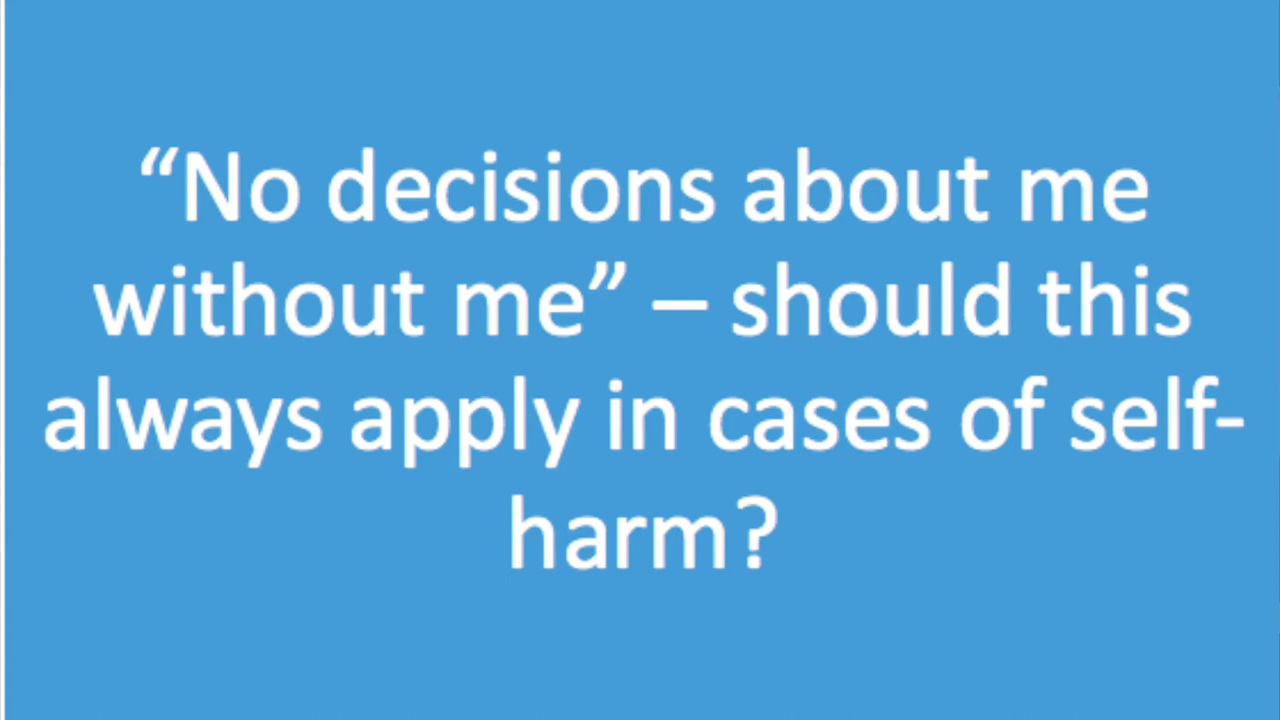 “No decisions about me
without me” – should this
always apply in cases of self-
harm?